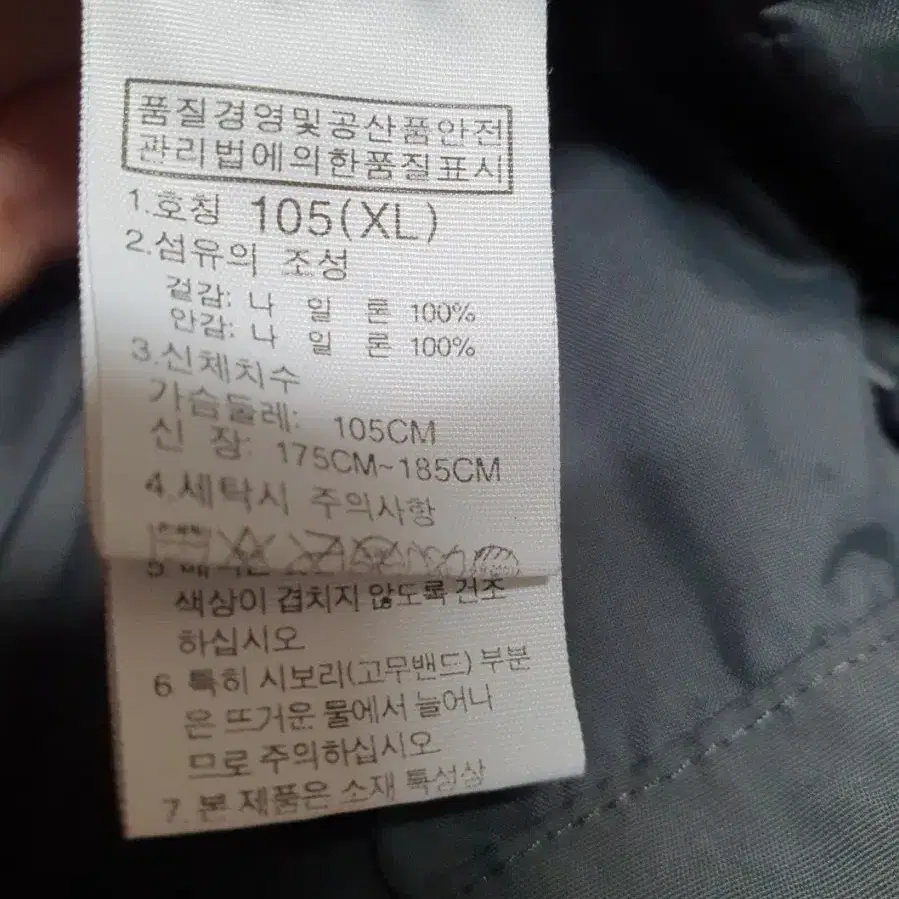 품질경영및공산품안전
관리법에의한품질표시
1.호칭 105(XL)
2.섬유의 조성
겉감: 나 일 론 100%
안감: 나 일 론 100%
3.신체치수
가슴둘레: 105CM
신 장: 175CM~185CM
4.세탁시 주의사항
5.
색상이 겹치지 않도록 건조
하십시오
6 특히 시보리(고무밴드) 부분
은 뜨거운 물에서 늘어나
므로 주의하십시오
7. 본 제품은 소재 특성상